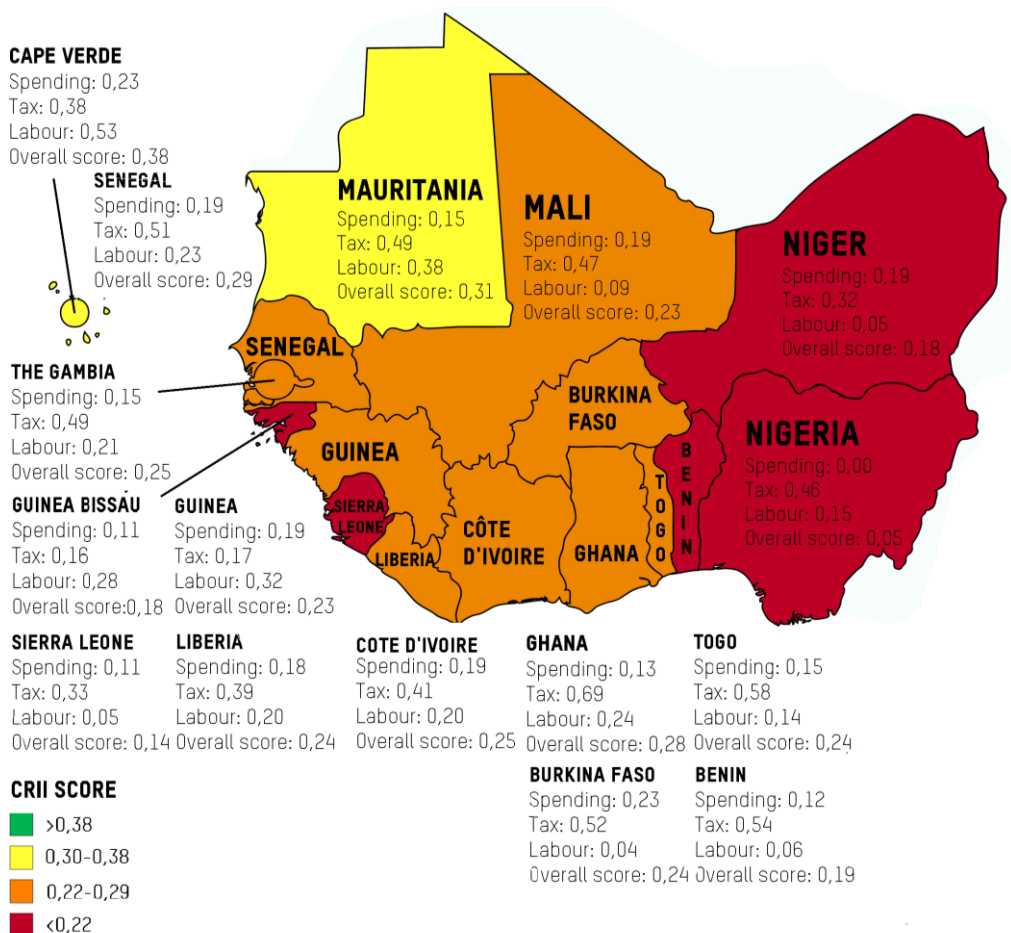 CAPE VERDE
Spending: 0,23
Tax: 0,38
Labour: 0,53
Overall score: 0,38
SENEGAL
Spending: 0,19
Tax: 0,51
Labour: 0,23
Overall score: 0,29
MAURITANIA
Spending: 0,15
Tax: 0,49
Labour: 0,38
Overall score: 0,31
MALI
Spending: 0,19
Tax: 0,47
Labour: 0,09
Overall score: 0,23
NIGER
Spending: 0,19
Tax: 0,32
Labour: 0,05
Overall score: 0,18
SENEGAL
THE GAMBIA
Spending: 0,15
Tax: 0,49
Labour: 0,21
Overall score: 0,25
BURKINA
FASO
NIGERIA
Spending: 0,00
Tax: 0,46
Labour: 0,15
Overall score: 0,05
GUINEA
SIERRA
LEONE
LIBERIA
CÔTE
D'IVOIRE
GHANA
TOGO
BENIN
GUINEA BISSÁU
Spending: 0,11
Tax: 0,16
Labour: 0,28
Overall score:0,18
GUINEA
Spending: 0,19
Tax: 0,17
Labour: 0,32
Overall score: 0,23
SIERRA LEONE
Spending: 0,11
Tax: 0,33
Labour: 0,05
Overall score: 0,14
LIBERIA
Spending: 0,18
Tax: 0,39
Labour: 0,20
Overall score: 0,24
COTE D'IVOIRE
Spending: 0,19
Tax: 0,41
Labour: 0,20
Overall score: 0,25
GHANA
Spending: 0,13
Tax: 0,69
Labour: 0,24
Overall score: 0,28
TOGO
Spending: 0,15
Tax: 0,58
Labour: 0,14
Overall score: 0,24
BURKINA FASO
Spending: 0,23
Tax: 0,52
Labour: 0,04
Overall score: 0,24
BENIN
Spending: 0,12
Tax: 0,54
Labour: 0,06
Overall score: 0,19
CRII SCORE
>0,38
0,30-0,38
0,22-0,29
<0,22